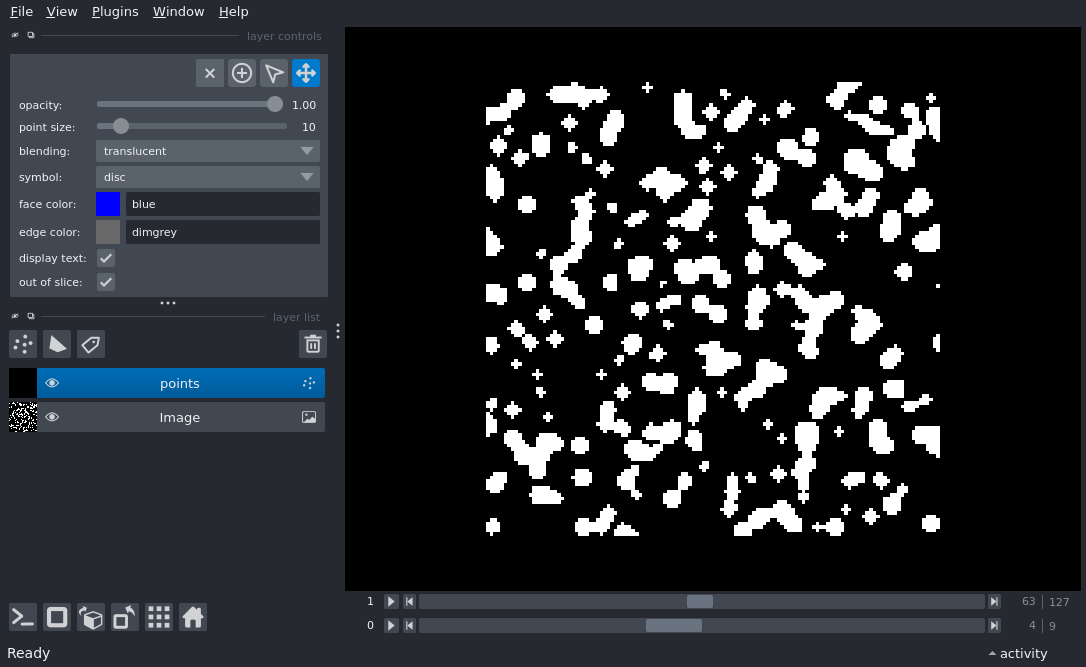 File View Plugins Window Help
layer controls
opacity: 1.00
point size: 10
blending: translucent
symbol: disc
face color: blue
edge color: dimgrey
display text:
out of slice:
layer list
points
Image
1 63 | 127
0 4 | 9
Ready activity